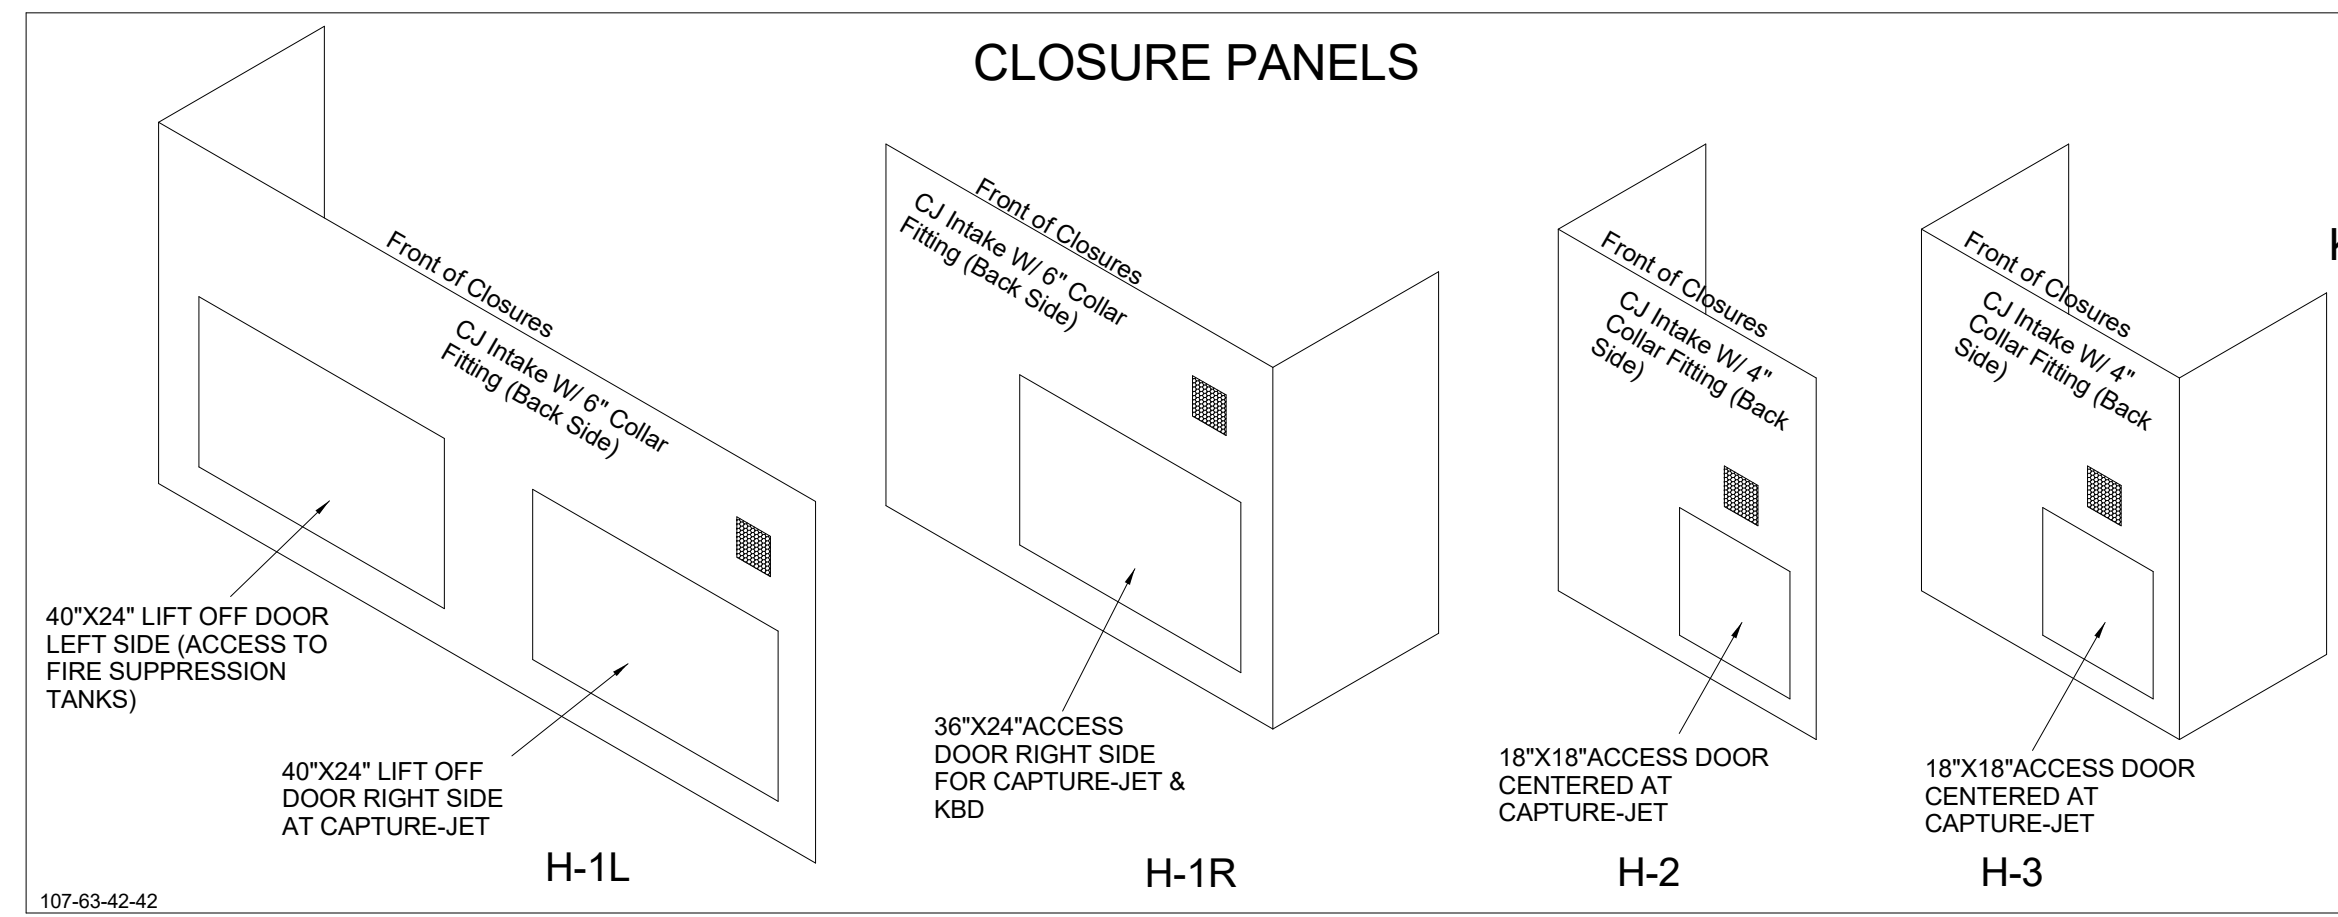 CLOSURE PANELS
Front of Closures
CJ Intake W/ 6" Collar
Fitting (Back Side)
40"X24" LIFT OFF DOOR
LEFT SIDE (ACCESS TO
FIRE SUPPRESSION
TANKS)
40"X24" LIFT OFF
DOOR RIGHT SIDE
AT CAPTURE-JET
H-1L
Front of Closures
CJ Intake W/ 6" Collar
Fitting (Back Side)
36"X24"ACCESS
DOOR RIGHT SIDE
FOR CAPTURE-JET &
KBD
H-1R
Front of Closures
CJ Intake W/ 4"
Collar Fitting (Back
Side)
18"X18"ACCESS DOOR
CENTERED AT
CAPTURE-JET
H-2
Front of Closures
CJ Intake W/ 4"
Collar Fitting (Back
Side)
18"X18"ACCESS DOOR
CENTERED AT
CAPTURE-JET
H-3
107-63-42-42